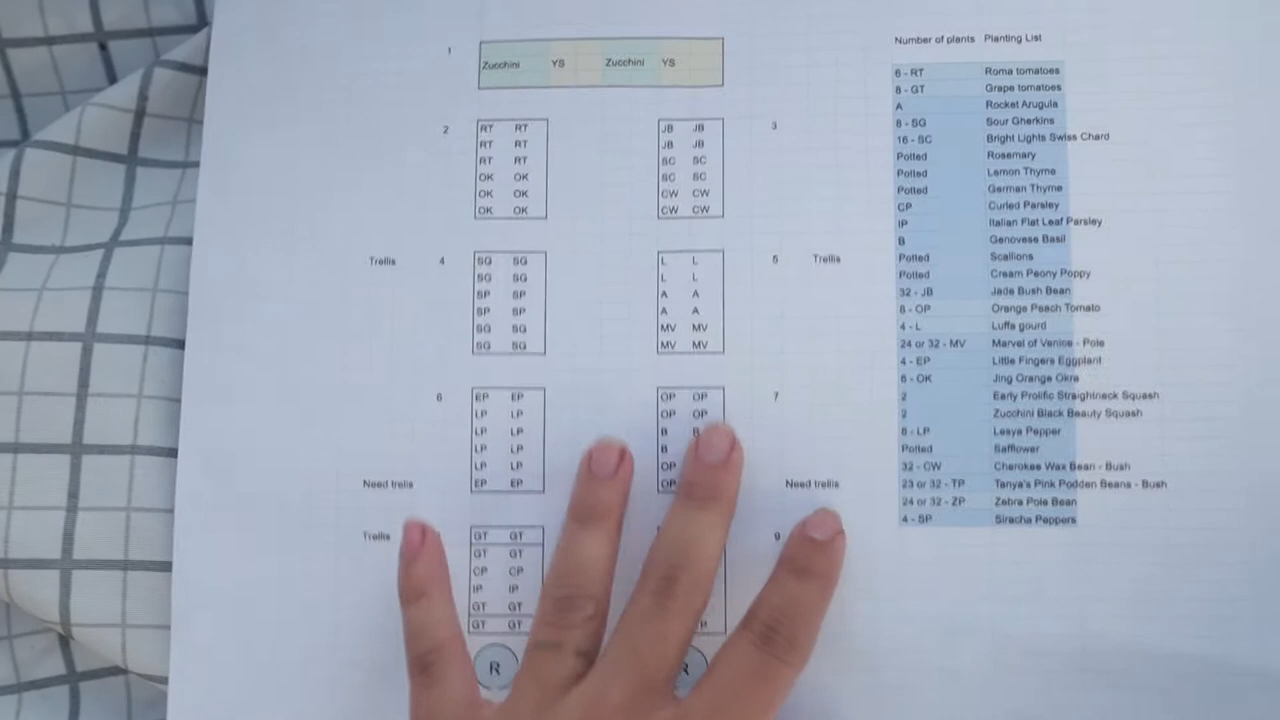 Number of plants Planting List
1 Zucchini YS Zucchini YS
6 - RT Roma tomatoes
8 - GT Grape tomatoes
A Rocket Arugula
8 - SG Sour Gherkins
16 - SC Bright Lights Swiss Chard
Potted Rosemary
Potted Lemon Thyme
Potted German Thyme
CP Curled Parsley
IP Italian Flat Leaf Parsley
B Genovese Basil
Potted Scallions
Potted Cream Peony Poppy
32 - JB Jade Bush Bean
8 - OP Orange Peach Tomato
4 - L Luffa gourd
24 or 32 - MV Marvel of Venice - Pole
4 - EP Little Fingers Eggplant
6 - OK Jing Orange Okra
2 Early Prolific Straightneck Squash
2 Zucchini Black Beauty Squash
8 - LP Lesya Pepper
Potted Safflower
32 - CW Cherokee Wax Bean - Bush
23 or 32 - TP Tanya's Pink Podden Beans - Bush
24 or 32 - ZP Zebra Pole Bean
4 - SP Siracha Peppers
2 RT RT JB JB 3
RT RT JB JB
RT RT SC SC
OK OK SC SC
OK OK CW CW
OK OK CW CW
Trellis 4 SG SG L L 5 Trellis
SG SG L L
SP SP A A
SP SP A A
SG SG MV MV
SG SG MV MV
6 EP EP OP OP 7
LP LP OP OP
LP LP B B
LP LP B
LP LP OP
Need trellis EP EP OP Need trellis
Trellis GT GT 9
GT GT
CP CP
IP IP
GT GT
GT GT P
R R